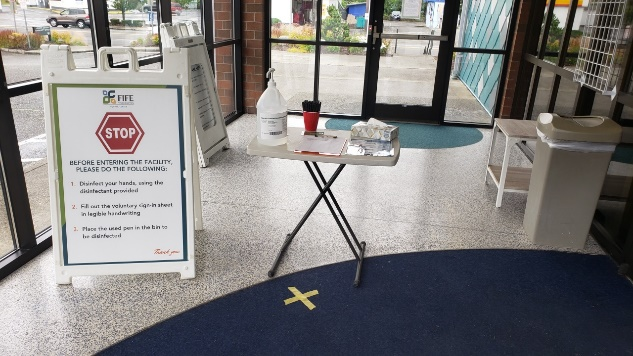 FIFE
STOP
BEFORE ENTERING THE FACILITY,
PLEASE DO THE FOLLOWING:
1. Disinfect your hands, using the
disinfectant provided
2. Fill out the voluntary sign-in sheet
in legible handwriting
3. Place the used pen in the bin to
be disinfected
Thank you